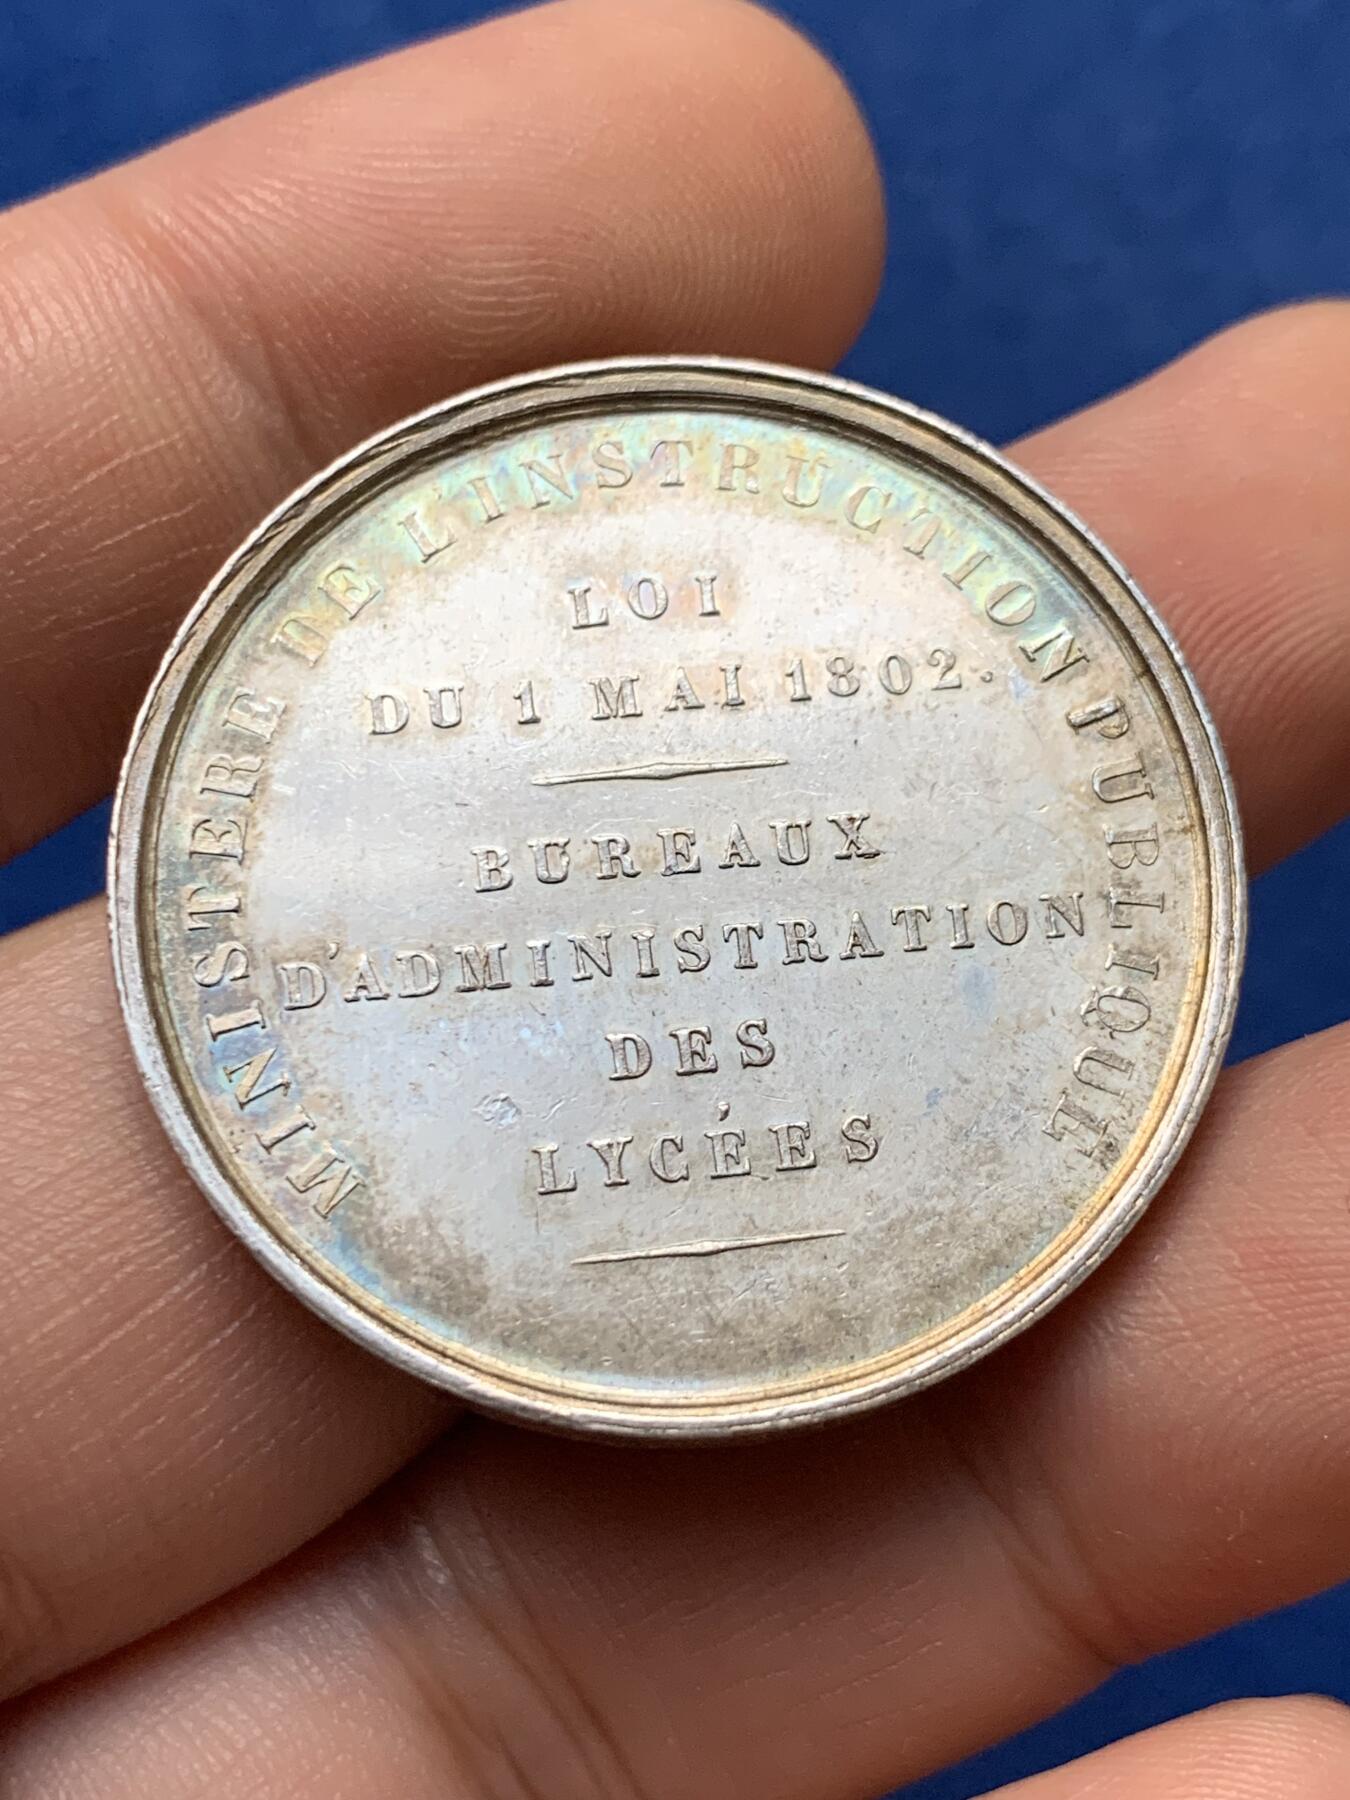 MINISTERE DE L'INSTRUCTION PUBLIQUE
LOI
DU 1 MAI 1802.
BUREAUX
D'ADMINISTRATION
DES
LYCÉES